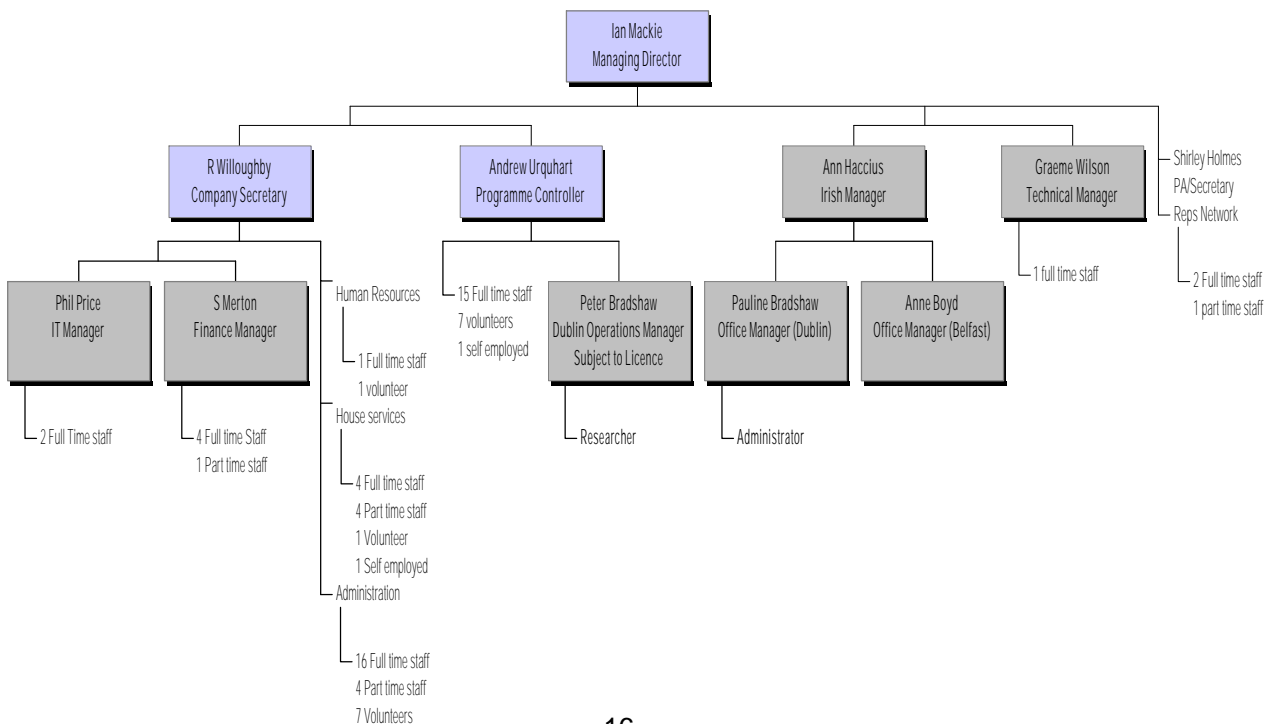 Ian Mackie
Managing Director
R Willoughby
Company Secretary
Andrew Urquhart
Programme Controller
Ann Haccius
Irish Manager
Graeme Wilson
Technical Manager
Shirley Holmes
PA/Secretary
Reps Network
2 Full time staff
1 part time staff
Phil Price
IT Manager
2 Full Time staff
S Merton
Finance Manager
4 Full time Staff
1 Part time staff
Human Resources
1 Full time staff
1 volunteer
House services
4 Full time staff
4 Part time staff
1 Volunteer
1 Self employed
Administration
16 Full time staff
4 Part time staff
7 Volunteers
15 Full time staff
7 volunteers
1 self employed
Peter Bradshaw
Dublin Operations Manager
Subject to Licence
Researcher
Pauline Bradshaw
Office Manager (Dublin)
Administrator
Anne Boyd
Office Manager (Belfast)
1 full time staff
16